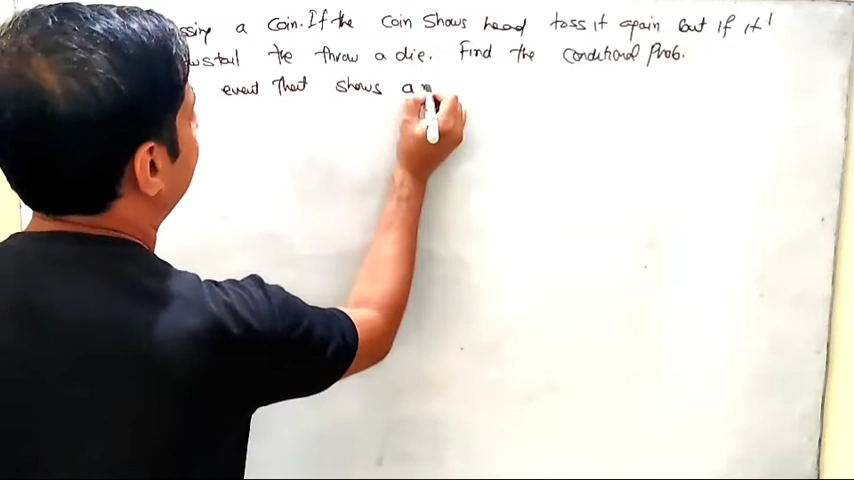 a coin. If the coin shows head toss it again but if it
tail the throw a die. Find the conditional Prob.
event that shows a